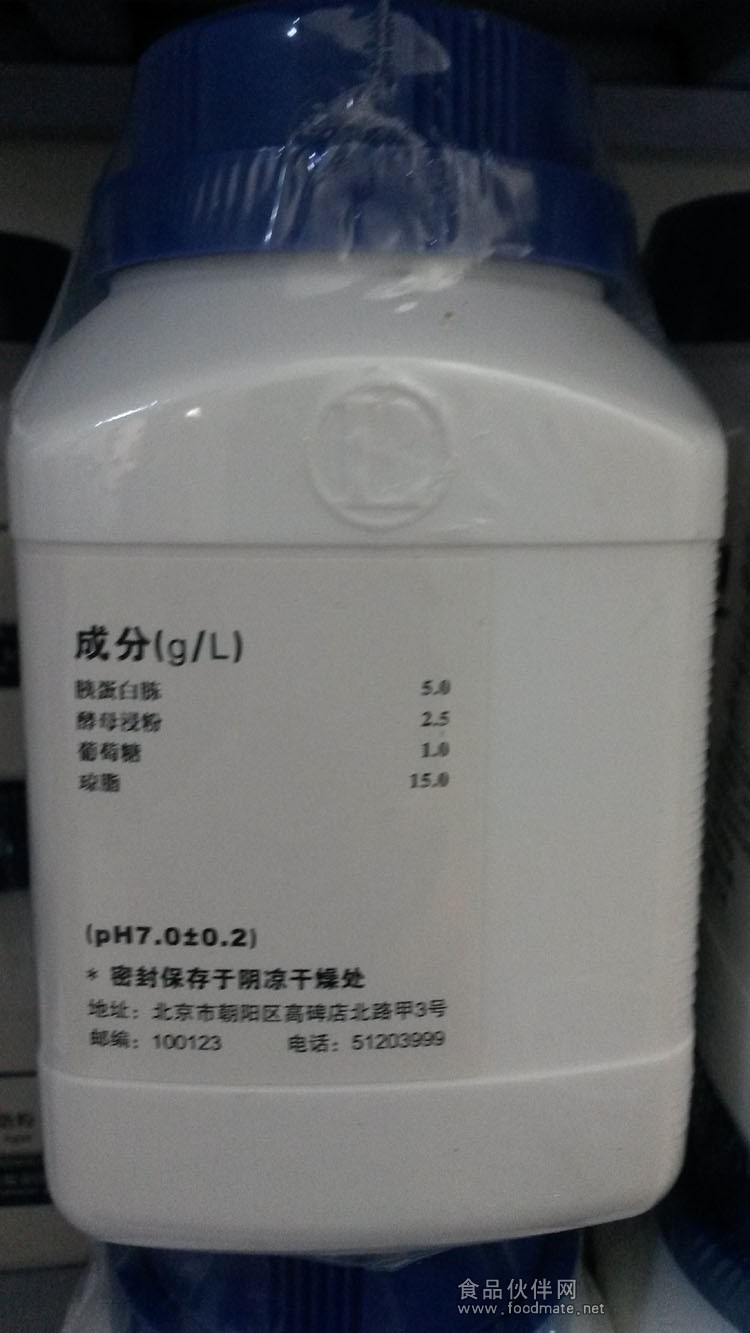 成分(g/L)
胰蛋白胨 5.0
酵母浸粉 2.5
葡萄糖 1.0
琼脂 15.0
(pH7.0±0.2)
* 密封保存于阴凉干燥处
地址：北京市朝阳区高碑店北路甲3号
邮编：100123 电话：51203999
食品伙伴网
www.foodmate.net